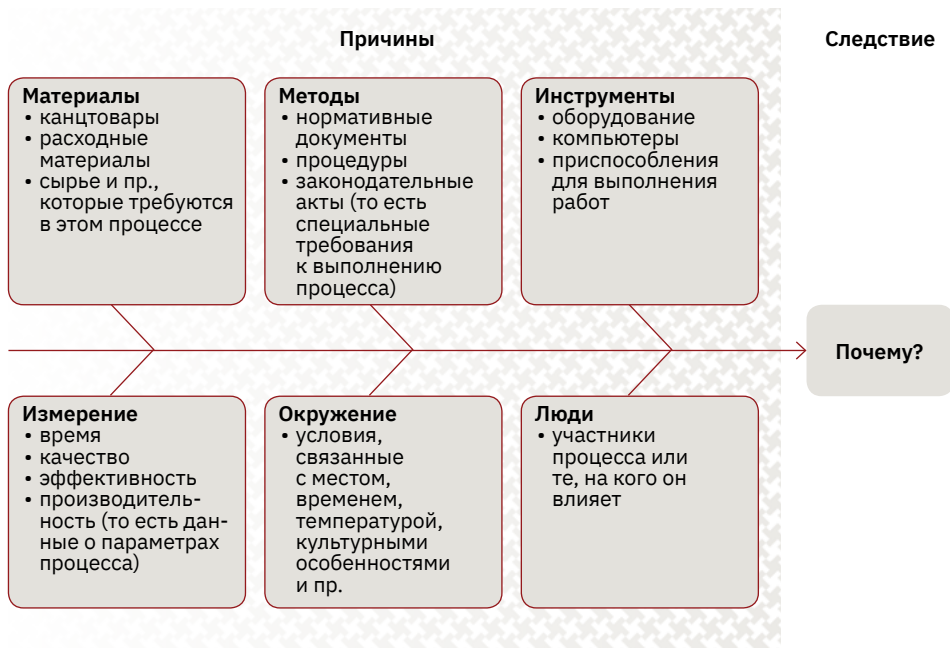 Причины
Следствие
Материалы
• канцтовары
• расходные
материалы
• сырье и пр.,
которые требуются
в этом процессе
Методы
• нормативные
документы
• процедуры
• законодательные
акты (то есть
специальные
требования
к выполнению
процесса)
Инструменты
• оборудование
• компьютеры
• приспособления
для выполнения
работ
Почему?
Измерение
• время
• качество
• эффективность
• производитель-
ность (то есть дан-
ные о параметрах
процесса)
Окружение
• условия,
связанные
с местом,
временем,
температурой,
культурными
особенностями
и пр.
Люди
• участники
процесса или
те, на кого он
влияет